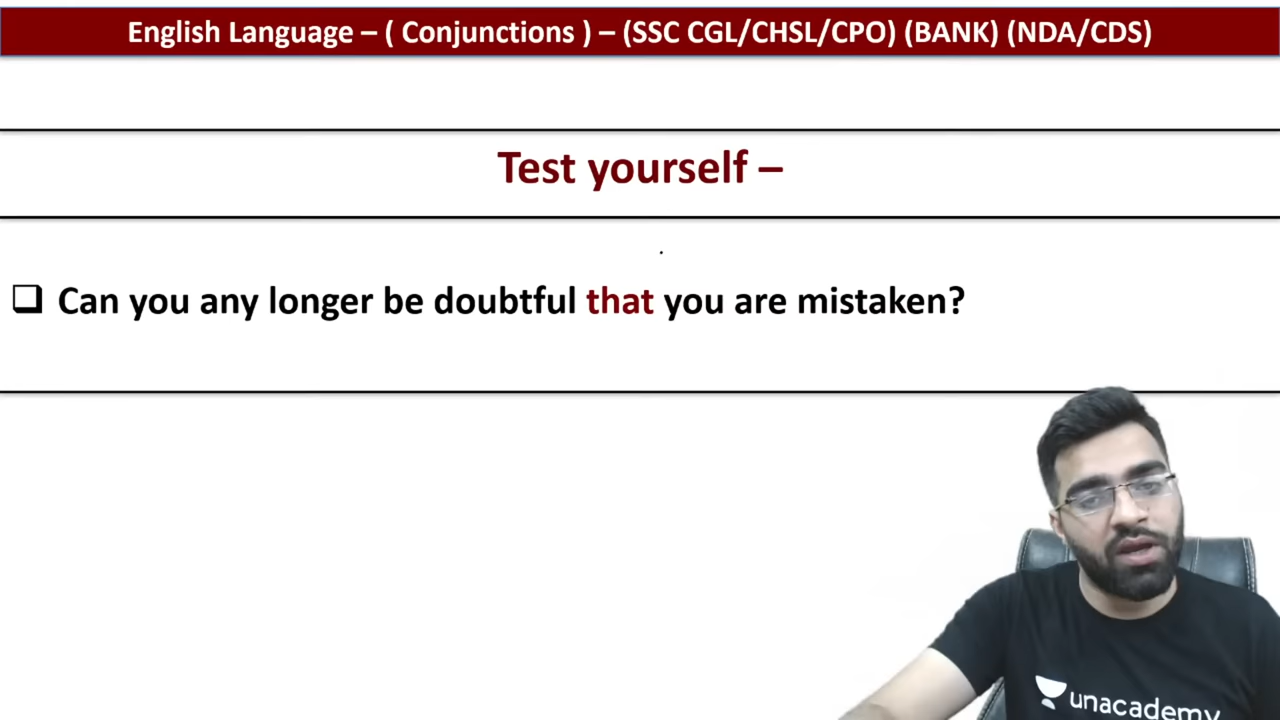 English Language – ( Conjunctions ) – (SSC CGL/CHSL/CPO) (BANK) (NDA/CDS)
Test yourself –
.
❑ Can you any longer be doubtful that you are mistaken?
unacademy